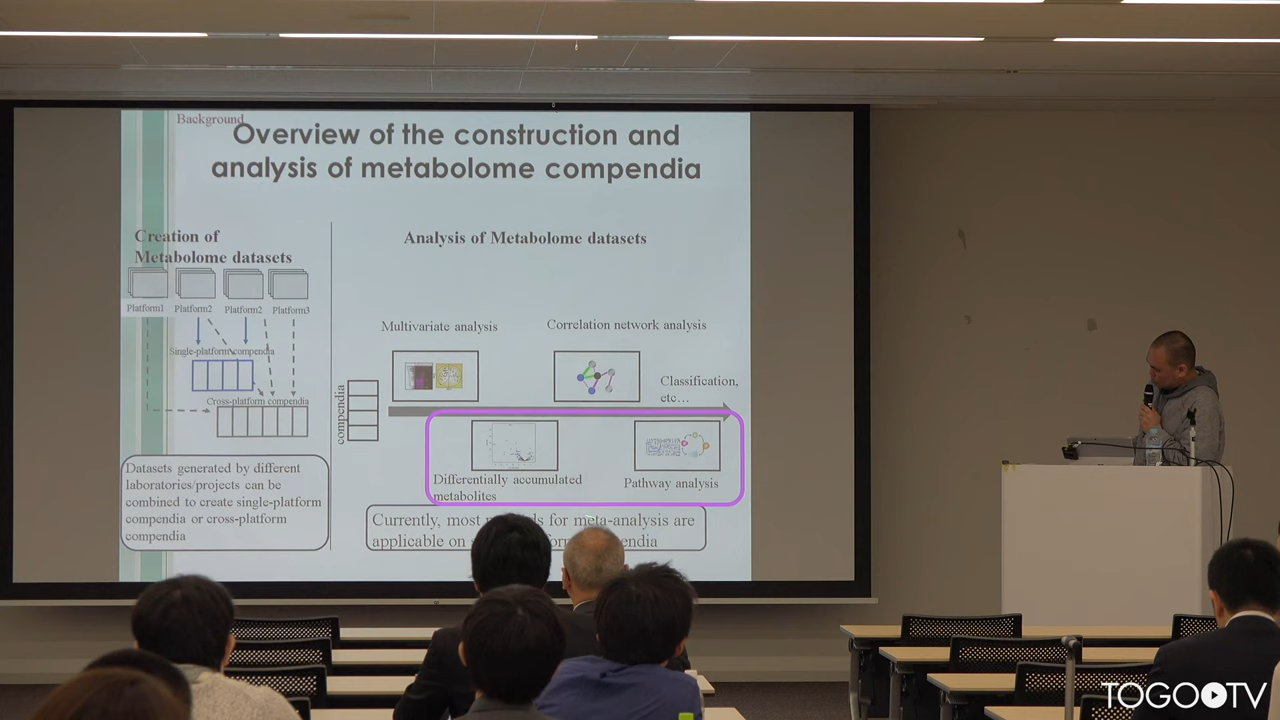 Background
Overview of the construction and
analysis of metabolome compendia
Creation of
Metabolome datasets
Platform1 Platform2 Platform2 Platform3
Single-platform compendia
Cross-platform compendia
Datasets generated by different
laboratories/projects can be
combined to create single-platform
compendia or cross-platform
compendia
Analysis of Metabolome datasets
Multivariate analysis
Correlation network analysis
Classification,
etc…
compendia
Differentially accumulated
metabolites
Pathway analysis
Currently, most for meta-analysis are
applicable on
TOGO TV